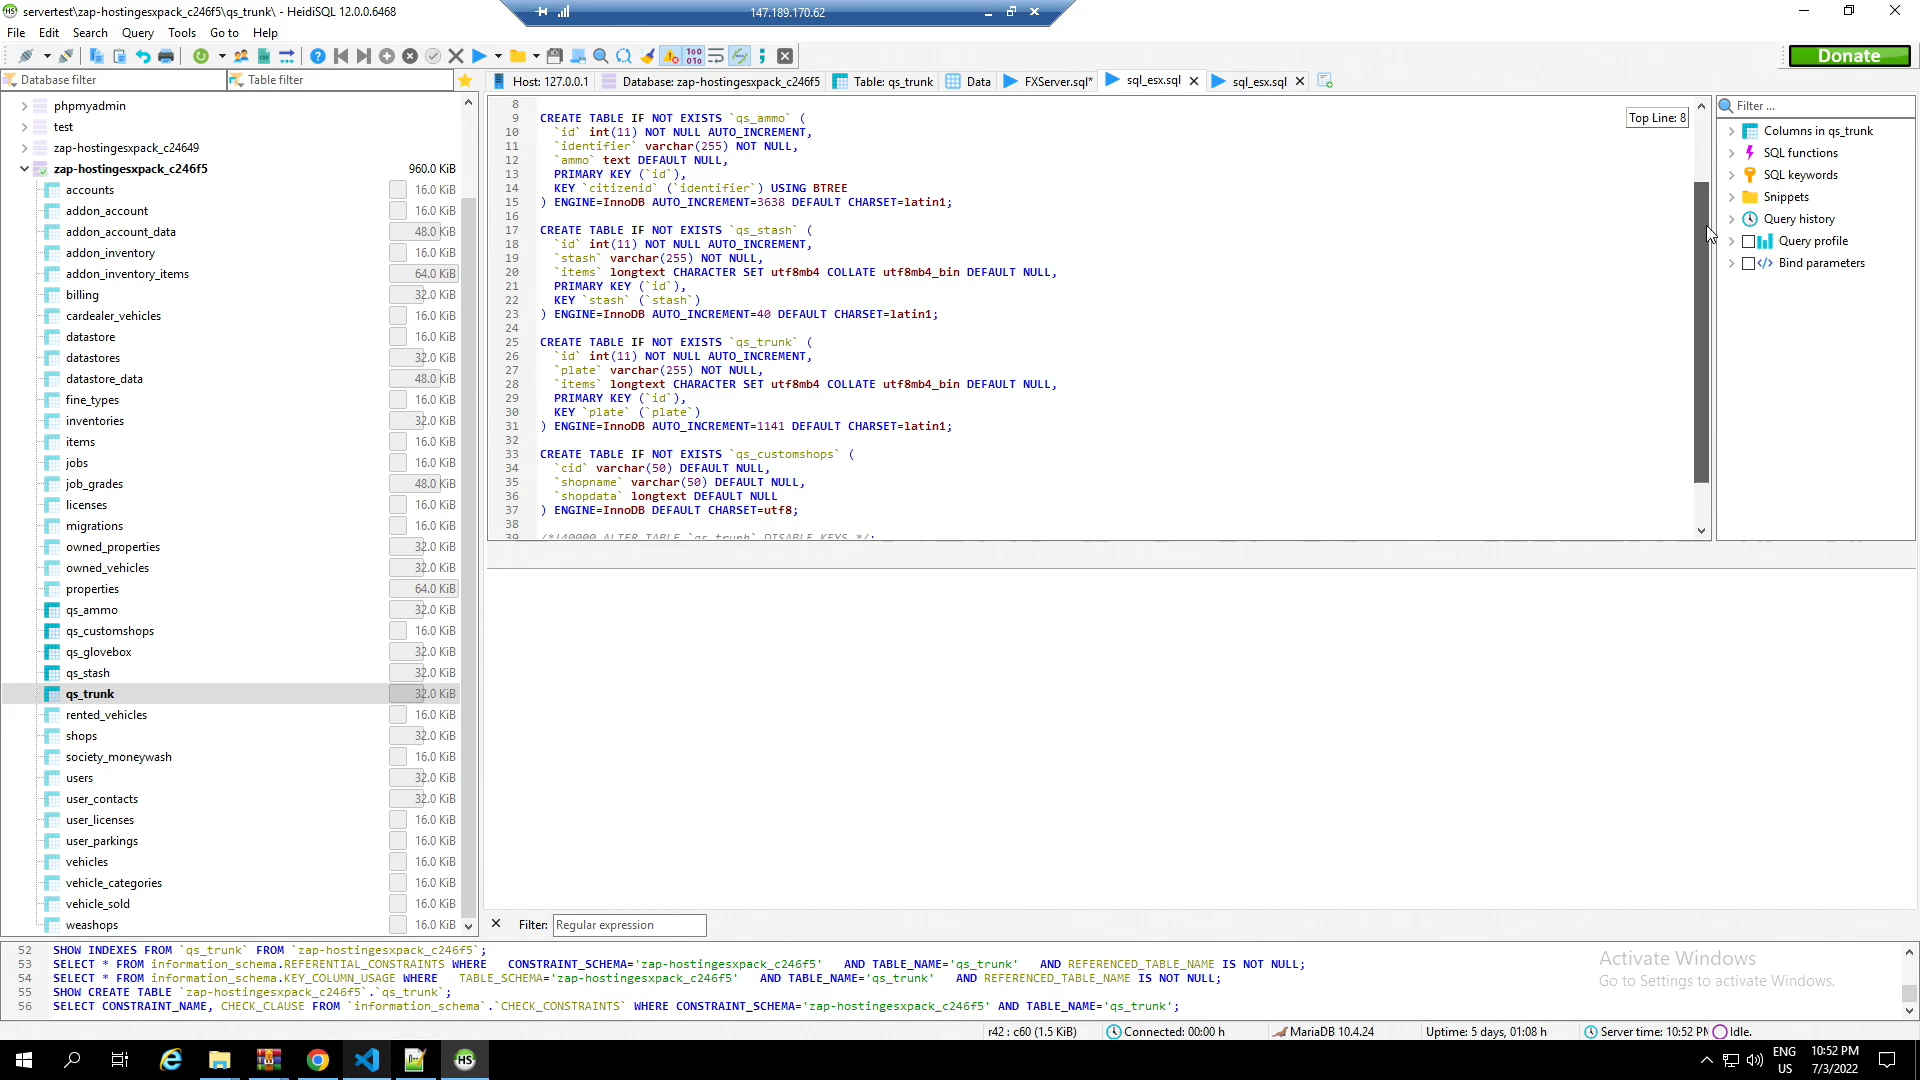 servertest\zap-hostingesxpack_c246f5\qs_trunk\ - HeidiSQL 12.0.0.6468
147.189.170.62
File Edit Search Query Tools Go to Help
Donate
Database filter
Table filter
Host: 127.0.0.1 Database: zap-hostingesxpack_c246f5 Table: qs_trunk Data FXServer.sql* sql_esx.sql sql_esx.sql
phpmyadmin
test
zap-hostingesxpack_c24649
zap-hostingesxpack_c246f5 960.0 KiB
accounts 16.0 KiB
addon_account 16.0 KiB
addon_account_data 48.0 KiB
addon_inventory 16.0 KiB
addon_inventory_items 64.0 KiB
billing 32.0 KiB
cardealer_vehicles 16.0 KiB
datastore 16.0 KiB
datastores 32.0 KiB
datastore_data 48.0 KiB
fine_types 16.0 KiB
inventories 32.0 KiB
items 16.0 KiB
jobs 16.0 KiB
job_grades 48.0 KiB
licenses 16.0 KiB
migrations 16.0 KiB
owned_properties 32.0 KiB
owned_vehicles 32.0 KiB
properties 64.0 KiB
qs_ammo 32.0 KiB
qs_customshops 16.0 KiB
qs_glovebox 32.0 KiB
qs_stash 32.0 KiB
qs_trunk 32.0 KiB
rented_vehicles 16.0 KiB
shops 32.0 KiB
society_moneywash 16.0 KiB
users 32.0 KiB
user_contacts 32.0 KiB
user_licenses 16.0 KiB
user_parkings 16.0 KiB
vehicles 16.0 KiB
vehicle_categories 16.0 KiB
vehicle_sold 16.0 KiB
weashops 16.0 KiB
8
9 CREATE TABLE IF NOT EXISTS `qs_ammo` (
10 `id` int(11) NOT NULL AUTO_INCREMENT,
11 `identifier` varchar(255) NOT NULL,
12 `ammo` text DEFAULT NULL,
13 PRIMARY KEY (`id`),
14 KEY `citizenid` (`identifier`) USING BTREE
15 ) ENGINE=InnoDB AUTO_INCREMENT=3638 DEFAULT CHARSET=latin1;
16
17 CREATE TABLE IF NOT EXISTS `qs_stash` (
18 `id` int(11) NOT NULL AUTO_INCREMENT,
19 `stash` varchar(255) NOT NULL,
20 `items` longtext CHARACTER SET utf8mb4 COLLATE utf8mb4_bin DEFAULT NULL,
21 PRIMARY KEY (`id`),
22 KEY `stash` (`stash`)
23 ) ENGINE=InnoDB AUTO_INCREMENT=40 DEFAULT CHARSET=latin1;
24
25 CREATE TABLE IF NOT EXISTS `qs_trunk` (
26 `id` int(11) NOT NULL AUTO_INCREMENT,
27 `plate` varchar(255) NOT NULL,
28 `items` longtext CHARACTER SET utf8mb4 COLLATE utf8mb4_bin DEFAULT NULL,
29 PRIMARY KEY (`id`),
30 KEY `plate` (`plate`)
31 ) ENGINE=InnoDB AUTO_INCREMENT=1141 DEFAULT CHARSET=latin1;
32
33 CREATE TABLE IF NOT EXISTS `qs_customshops` (
34 `cid` varchar(50) DEFAULT NULL,
35 `shopname` varchar(50) DEFAULT NULL,
36 `shopdata` longtext DEFAULT NULL
37 ) ENGINE=InnoDB DEFAULT CHARSET=utf8;
38
39 /*!40000 ALTER TABLE `qs_trunk` DISABLE KEYS */;
Top Line: 8
Filter ...
Columns in qs_trunk
SQL functions
SQL keywords
Snippets
Query history
Query profile
Bind parameters
Filter: Regular expression
52 SHOW INDEXES FROM `qs_trunk` FROM `zap-hostingesxpack_c246f5`;
53 SELECT * FROM information_schema.REFERENTIAL_CONSTRAINTS WHERE CONSTRAINT_SCHEMA='zap-hostingesxpack_c246f5' AND TABLE_NAME='qs_trunk' AND REFERENCED_TABLE_NAME IS NOT NULL;
54 SELECT * FROM information_schema.KEY_COLUMN_USAGE WHERE TABLE_SCHEMA='zap-hostingesxpack_c246f5' AND TABLE_NAME='qs_trunk' AND REFERENCED_TABLE_NAME IS NOT NULL;
55 SHOW CREATE TABLE `zap-hostingesxpack_c246f5`.`qs_trunk`;
56 SELECT CONSTRAINT_NAME, CHECK_CLAUSE FROM `information_schema`.`CHECK_CONSTRAINTS` WHERE CONSTRAINT_SCHEMA='zap-hostingesxpack_c246f5' AND TABLE_NAME='qs_trunk';
Activate Windows
Go to Settings to activate Windows.
r42 : c60 (1.5 KiB) Connected: 00:00 h MariaDB 10.4.24 Uptime: 5 days, 01:08 h Server time: 10:52 PM Idle.
ENG
US
10:52 PM
7/3/2022